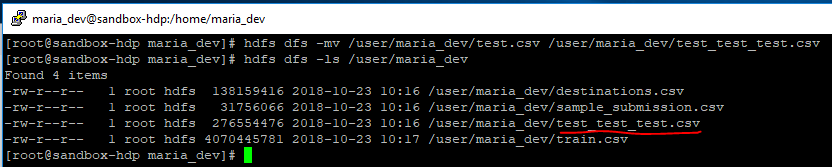 maria_dev@sandbox-hdp:/home/maria_dev
[root@sandbox-hdp maria_dev]# hdfs dfs -mv /user/maria_dev/test.csv /user/maria_dev/test_test_test.csv
[root@sandbox-hdp maria_dev]# hdfs dfs -ls /user/maria_dev
Found 4 items
-rw-r--r--   1 root hdfs  138159416 2018-10-23 10:16 /user/maria_dev/destinations.csv
-rw-r--r--   1 root hdfs   31756066 2018-10-23 10:16 /user/maria_dev/sample_submission.csv
-rw-r--r--   1 root hdfs  276554476 2018-10-23 10:16 /user/maria_dev/test_test_test.csv
-rw-r--r--   1 root hdfs 4070445781 2018-10-23 10:17 /user/maria_dev/train.csv
[root@sandbox-hdp maria_dev]#